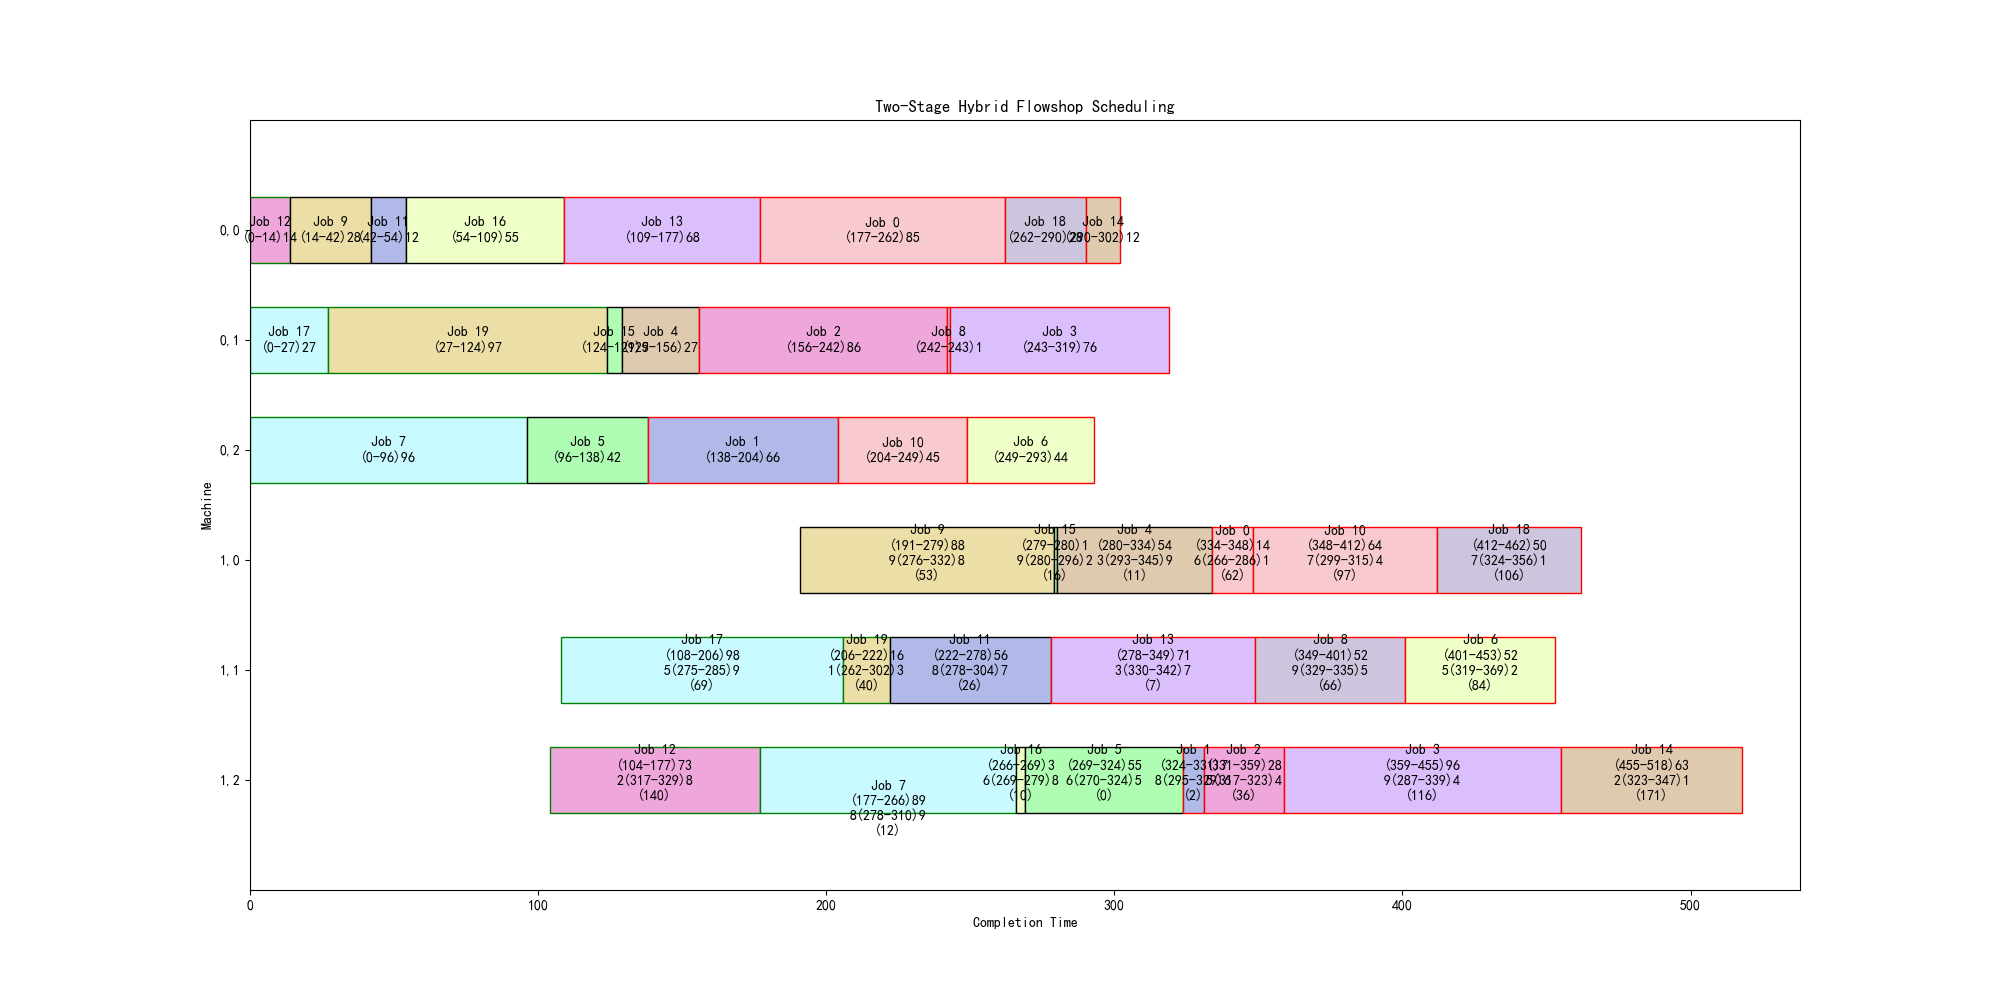 Two-Stage Hybrid Flowshop Scheduling
0,0
Job 12
(0-14)14
Job 9
(14-42)28
Job 11
(42-54)12
Job 16
(54-109)55
Job 13
(109-177)68
Job 0
(177-262)85
Job 18
(262-290)28
Job 14
(290-302)12
0,1
Job 17
(0-27)27
Job 19
(27-124)97
Job 15
(124-129)5
Job 4
(129-156)27
Job 2
(156-242)86
Job 8
(242-243)1
Job 3
(243-319)76
0,2
Job 7
(0-96)96
Job 5
(96-138)42
Job 1
(138-204)66
Job 10
(204-249)45
Job 6
(249-293)44
Machine
1,0
Job 9
(191-279)88
9(276-332)8
(53)
Job 15
(279-280)1
9(280-296)2
(16)
Job 4
(280-334)54
3(293-345)9
(11)
Job 0
(334-348)14
6(266-286)1
(62)
Job 10
(348-412)64
7(299-315)4
(97)
Job 18
(412-462)50
7(324-356)1
(106)
1,1
Job 17
(108-206)98
5(275-285)9
(69)
Job 19
(206-222)16
1(262-302)3
(40)
Job 11
(222-278)56
8(278-304)7
(26)
Job 13
(278-349)71
3(330-342)7
(7)
Job 8
(349-401)52
9(329-335)5
(66)
Job 6
(401-453)52
5(319-369)2
(84)
1,2
Job 12
(104-177)73
2(317-329)8
(140)
Job 7
(177-266)89
8(278-310)9
(12)
Job 16
(266-269)3
6(269-279)8
(10)
Job 5
(269-324)55
6(270-324)5
(0)
Job 1
(324-331)7
(2)
Job 2
(331-359)28
(36)
Job 3
(359-455)96
9(287-339)4
(116)
Job 14
(455-518)63
2(323-347)1
(171)
0
100
200
300
400
500
Completion Time